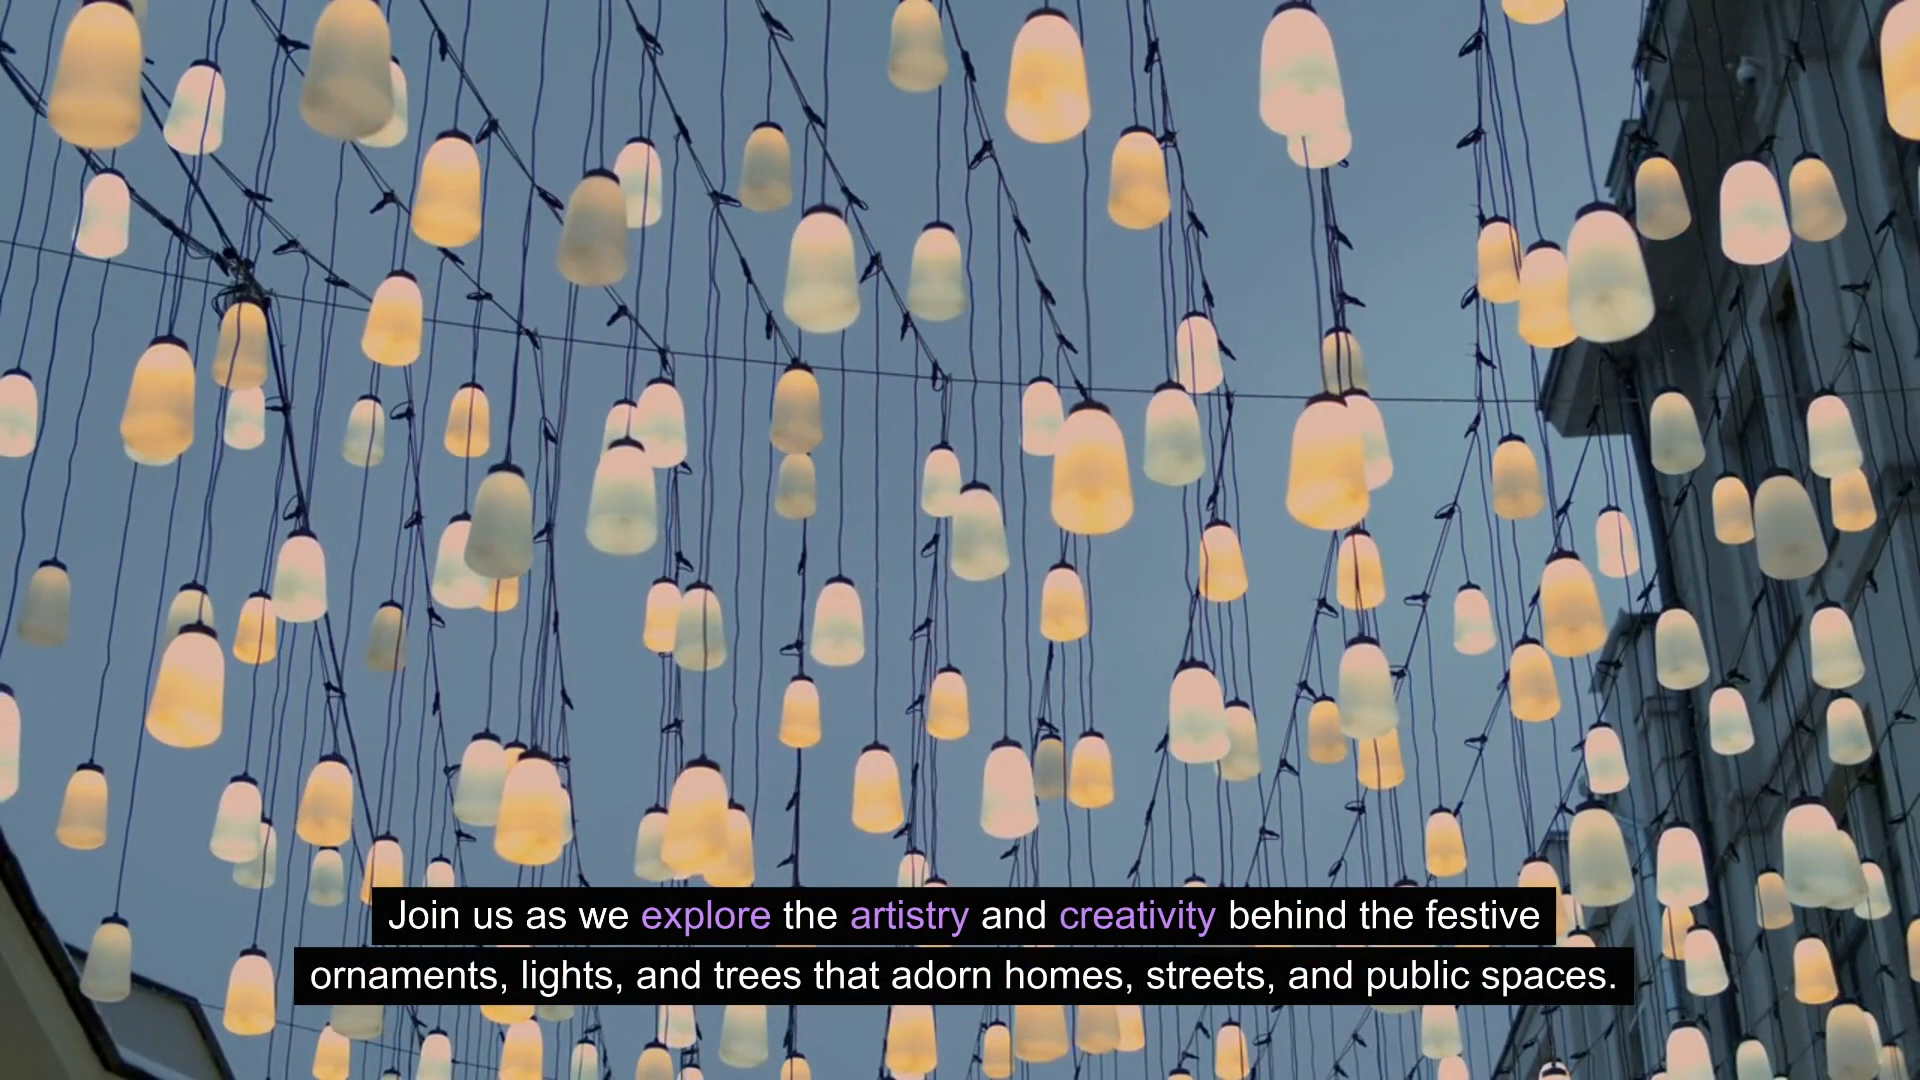 Join us as we explore the artistry and creativity behind the festive
ornaments, lights, and trees that adorn homes, streets, and public spaces.